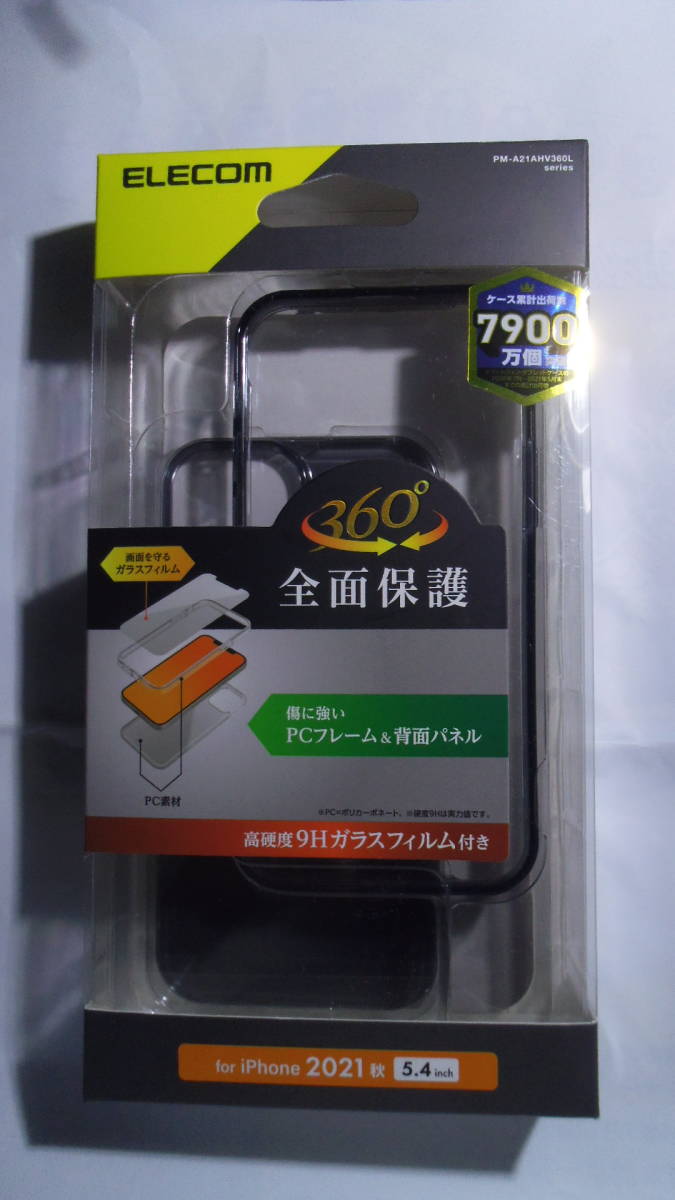 ELECOM
PM-A21AHV360L
series
ケース累計出荷数
7900
万個
360°
全面保護
画面を守る
ガラスフィルム
傷に強い
PCフレーム&背面パネル
PC素材
※PC=ポリカーボネート。※硬度9Hは実力値です。
高硬度9Hガラスフィルム付き
for iPhone 2021 秋 5.4 inch